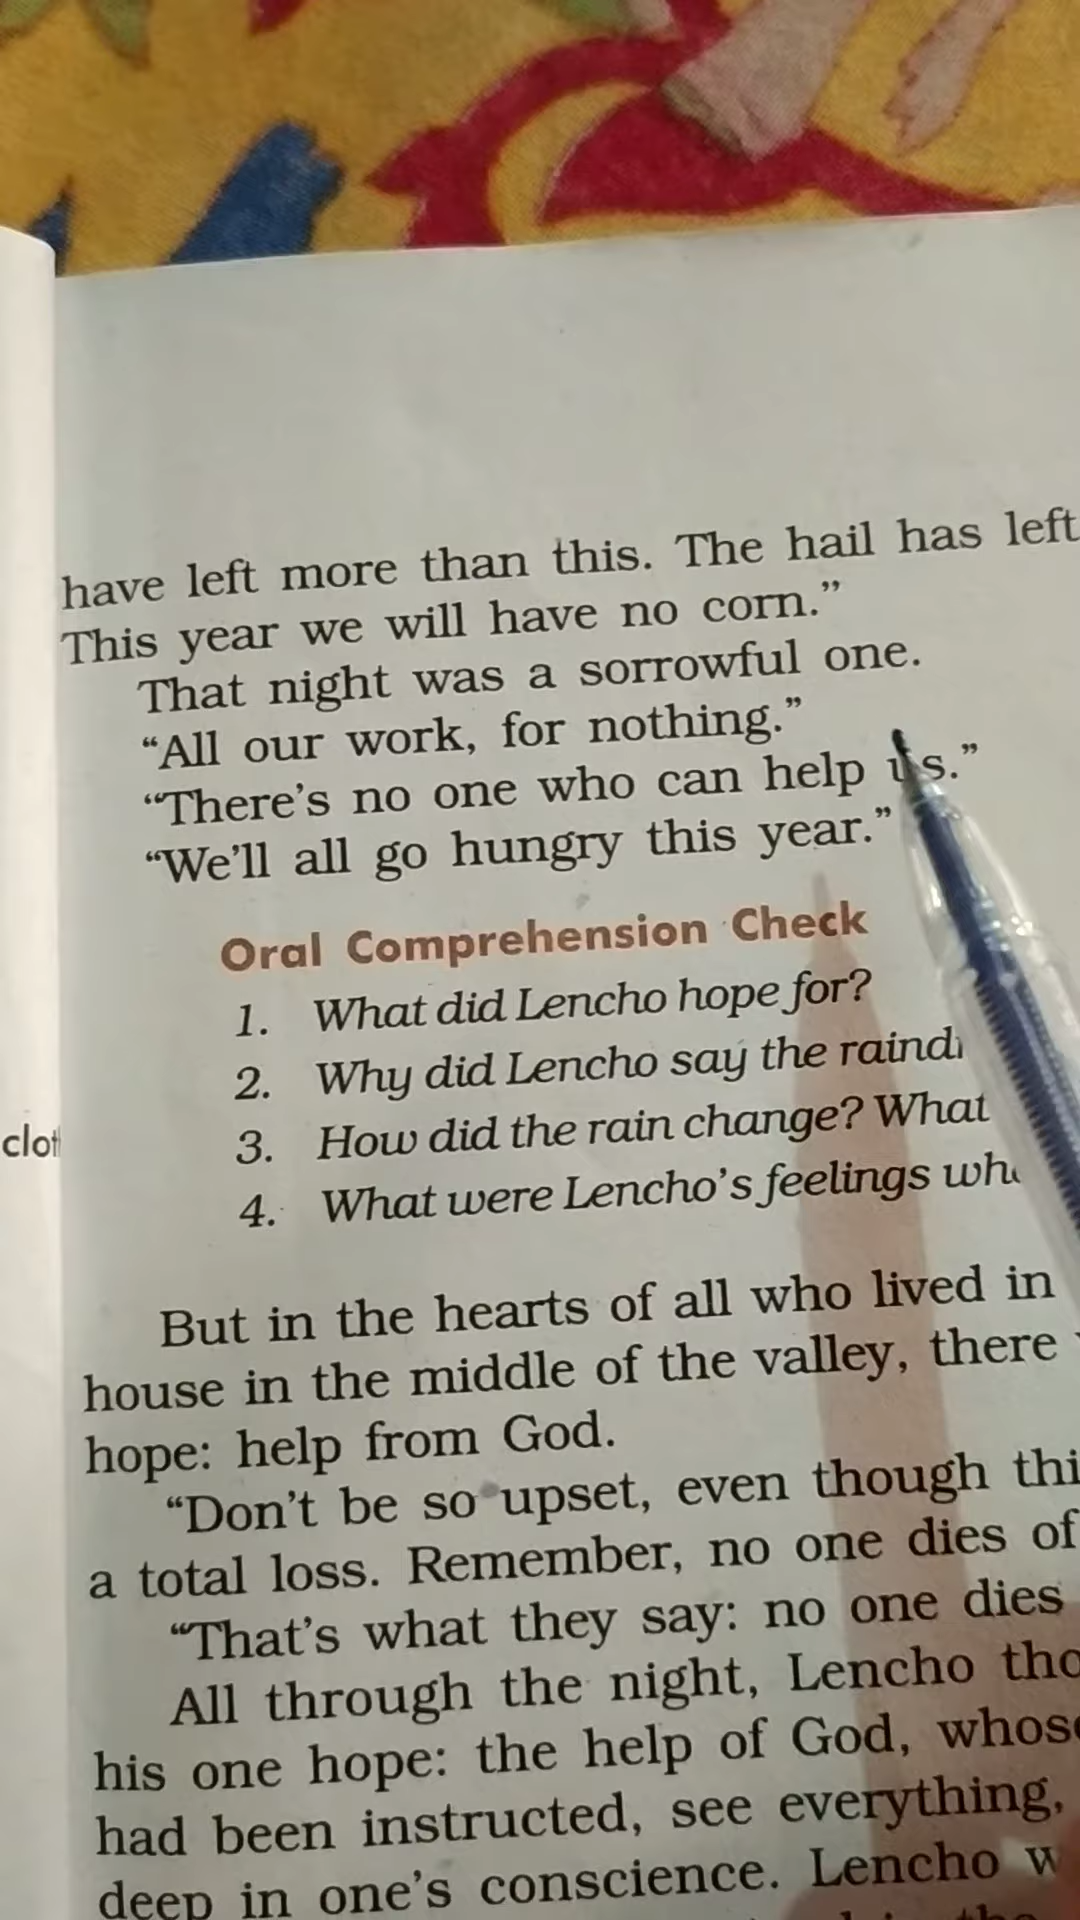 have left more than this. The hail has left
This year we will have no corn.”
That night was a sorrowful one.
“All our work, for nothing.”
“There’s no one who can help us.”
“We’ll all go hungry this year.”
Oral Comprehension Check
1. What did Lencho hope for?
2. Why did Lencho say the
3. How did the rain change? What
4. What were Lencho’s feelings
But in the hearts of all who lived in
house in the middle of the valley, there
hope: help from God.
“Don’t be so upset, even though
a total loss. Remember, no one dies of
“That’s what they say: no one dies
All through the night, Lencho
his one hope: the help of God,
had been instructed, see everything,
deep in one’s conscience. Lencho